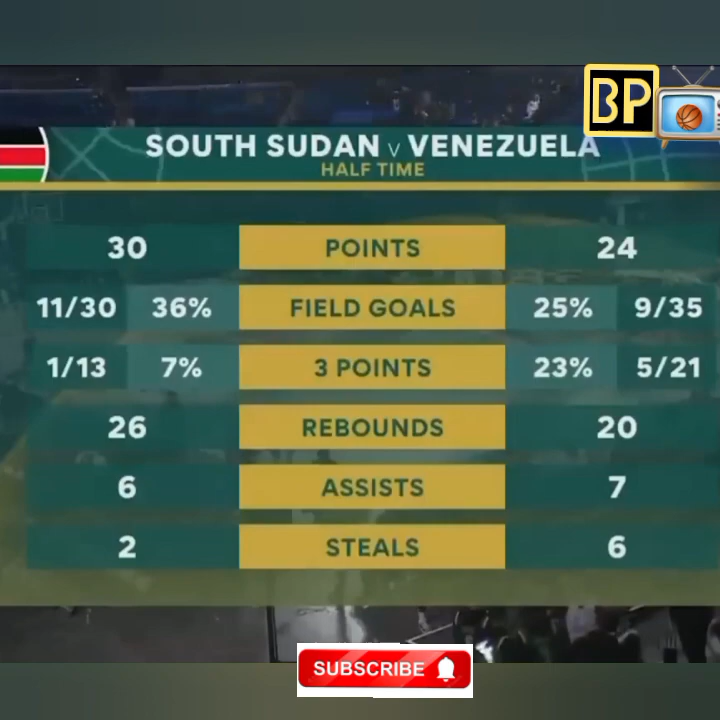 BP
SOUTH SUDAN V VENEZUELA
HALF TIME
30 POINTS 24
11/30 36% FIELD GOALS 25% 9/35
1/13 7% 3 POINTS 23% 5/21
26 REBOUNDS 20
6 ASSISTS 7
2 STEALS 6
SUBSCRIBE